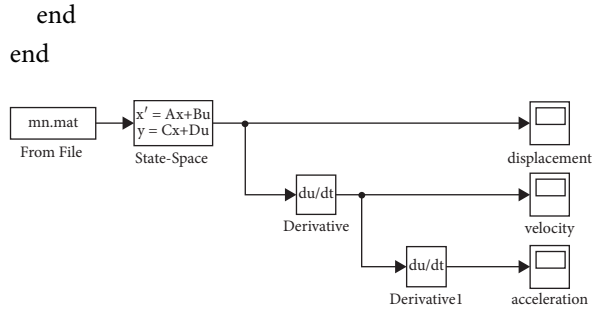 end
end
mn.mat
From File
x′ = Ax+Bu
y = Cx+Du
State-Space
displacement
du/dt
Derivative
velocity
du/dt
Derivative1
acceleration